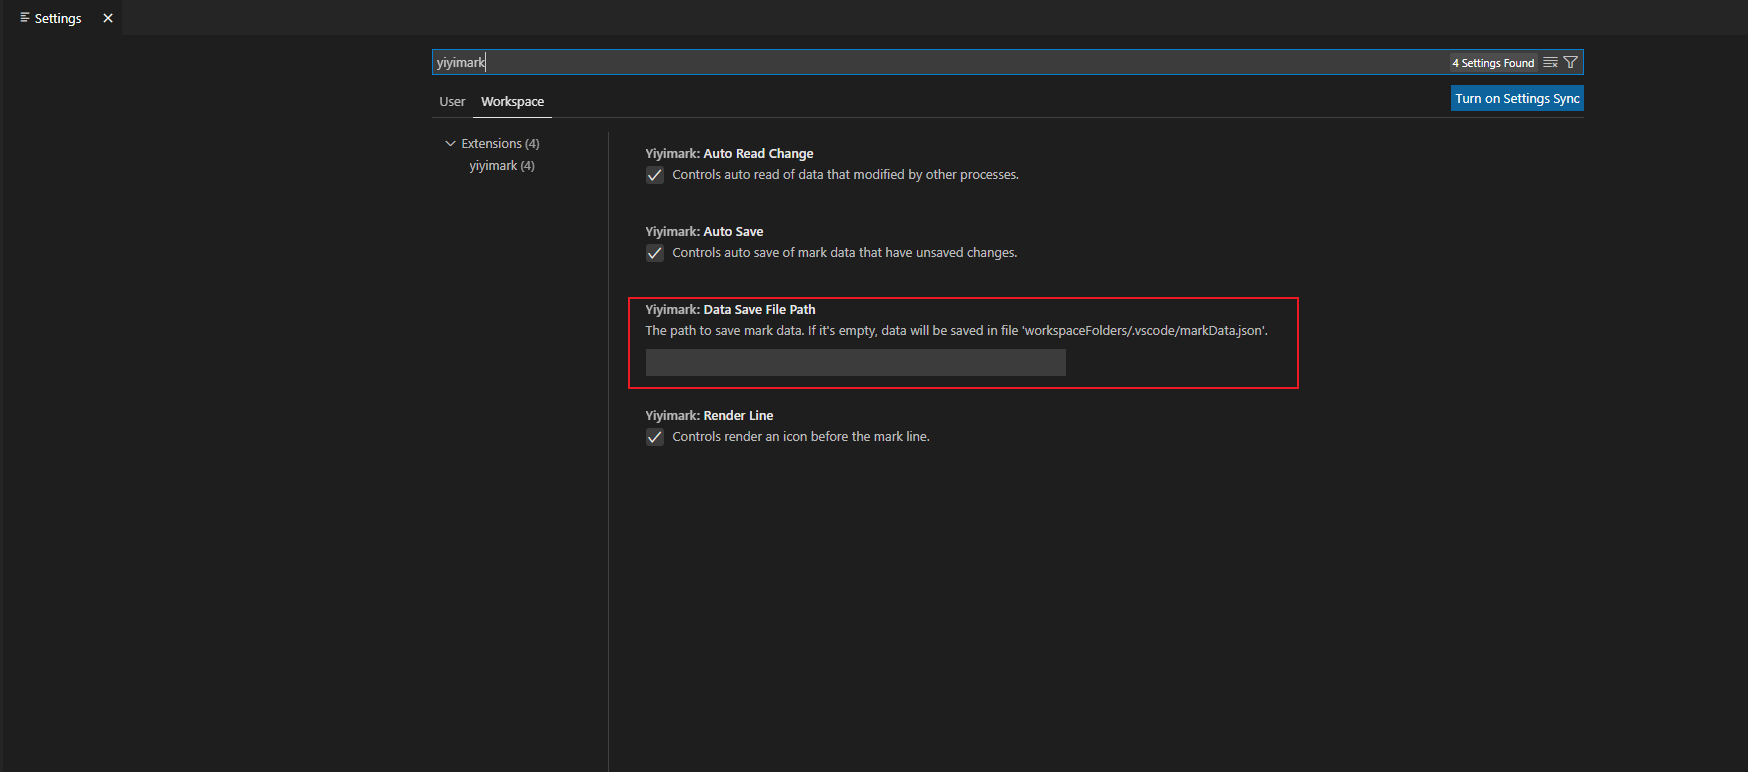 Settings
yiyimark
4 Settings Found
User
Workspace
Turn on Settings Sync
Extensions (4)
yiyimark (4)
Yiyimark: Auto Read Change
Controls auto read of data that modified by other processes.
Yiyimark: Auto Save
Controls auto save of mark data that have unsaved changes.
Yiyimark: Data Save File Path
The path to save mark data. If it's empty, data will be saved in file 'workspaceFolders/.vscode/markData.json'.
Yiyimark: Render Line
Controls render an icon before the mark line.